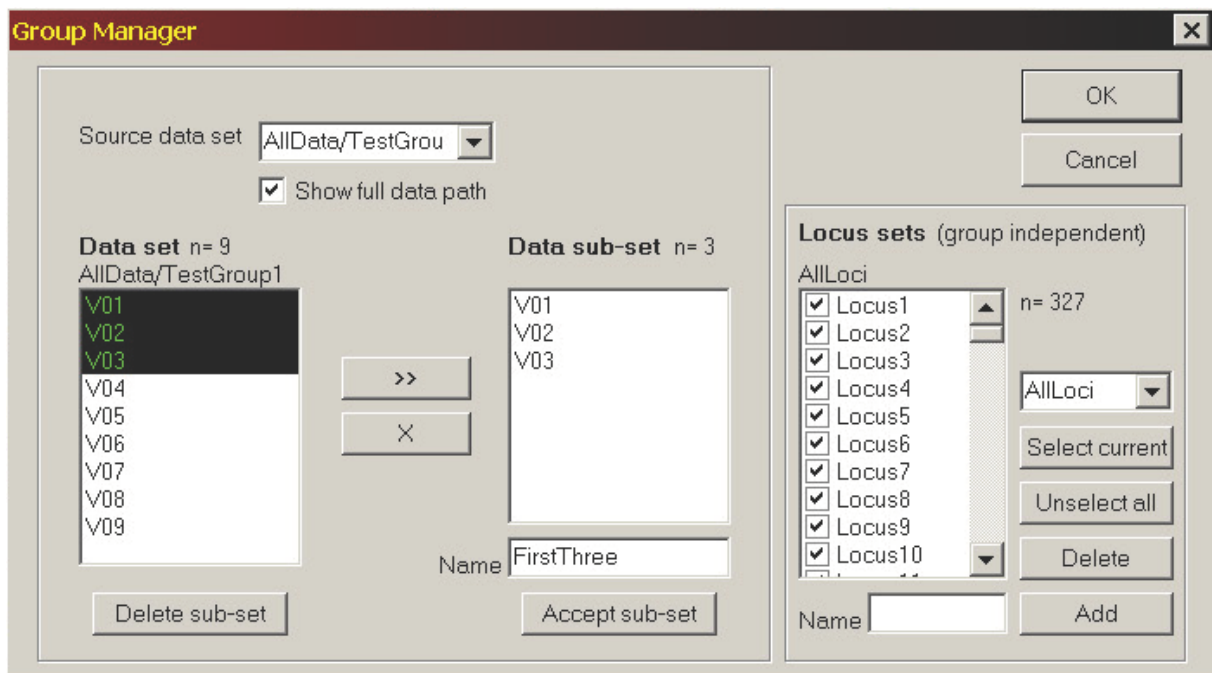 Group Manager
OK
Cancel
Source data set
AllData/TestGrou
Show full data path
Data set n= 9
AllData/TestGroup1
V01
V02
V03
V04
V05
V06
V07
V08
V09
>>
X
Data sub-set n= 3
V01
V02
V03
Name FirstThree
Delete sub-set
Accept sub-set
Locus sets (group independent)
AllLoci
Locus1
Locus2
Locus3
Locus4
Locus5
Locus6
Locus7
Locus8
Locus9
Locus10
n= 327
AllLoci
Select current
Unselect all
Delete
Name
Add